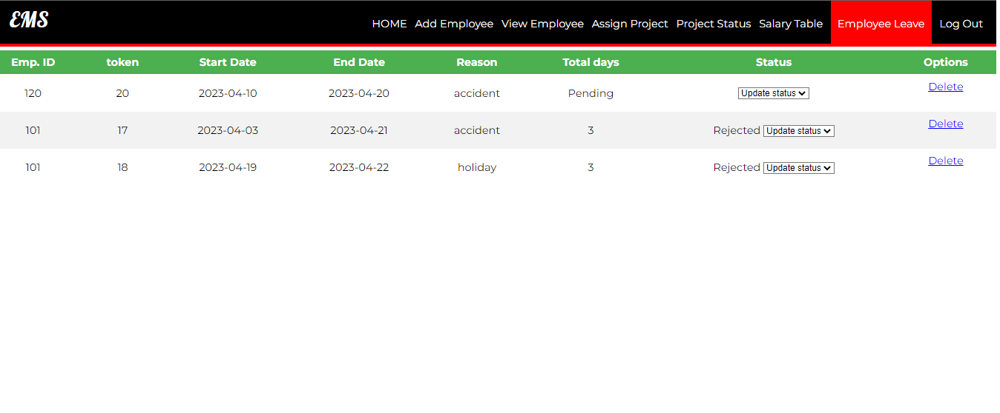 EMS
HOME Add Employee View Employee Assign Project Project Status Salary Table Employee Leave Log Out
Emp. ID token Start Date End Date Reason Total days Status Options
120 20 2023-04-10 2023-04-20 accident Pending Update status Delete
101 17 2023-04-03 2023-04-21 accident 3 Rejected Update status Delete
101 18 2023-04-19 2023-04-22 holiday 3 Rejected Update status Delete